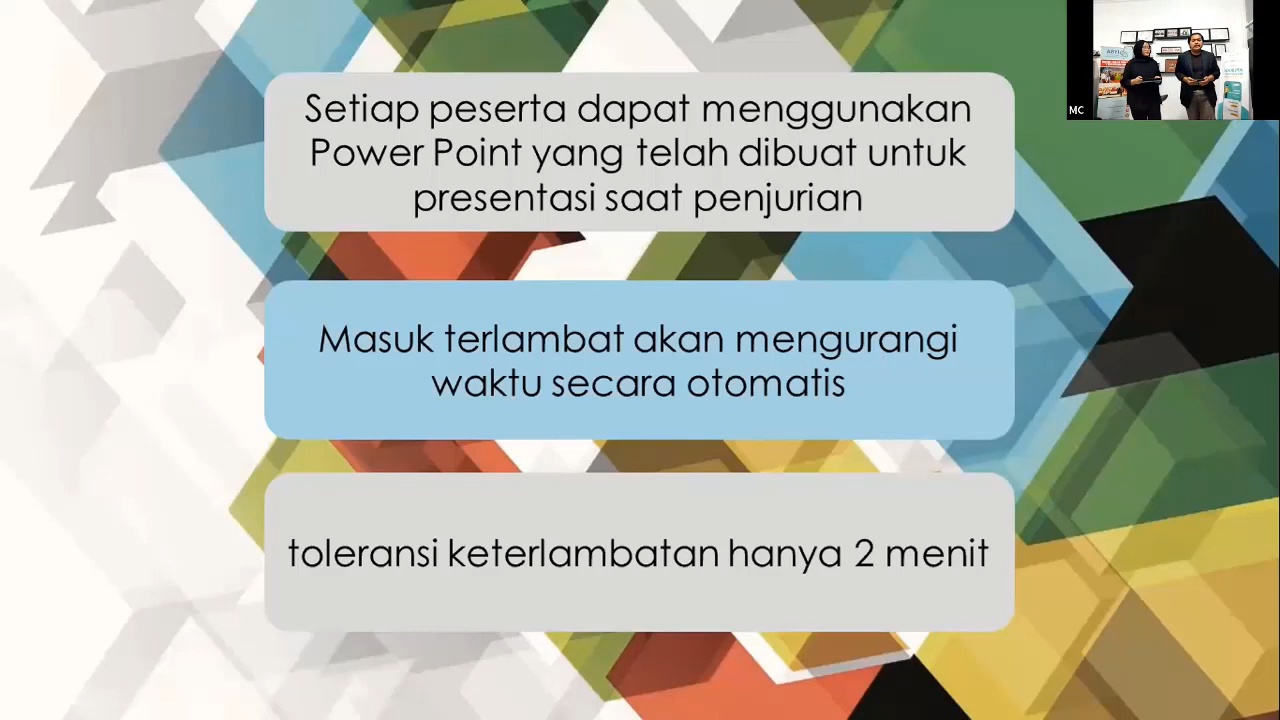 Setiap peserta dapat menggunakan
Power Point yang telah dibuat untuk
presentasi saat penjurian
Masuk terlambat akan mengurangi
waktu secara otomatis
toleransi keterlambatan hanya 2 menit
MC